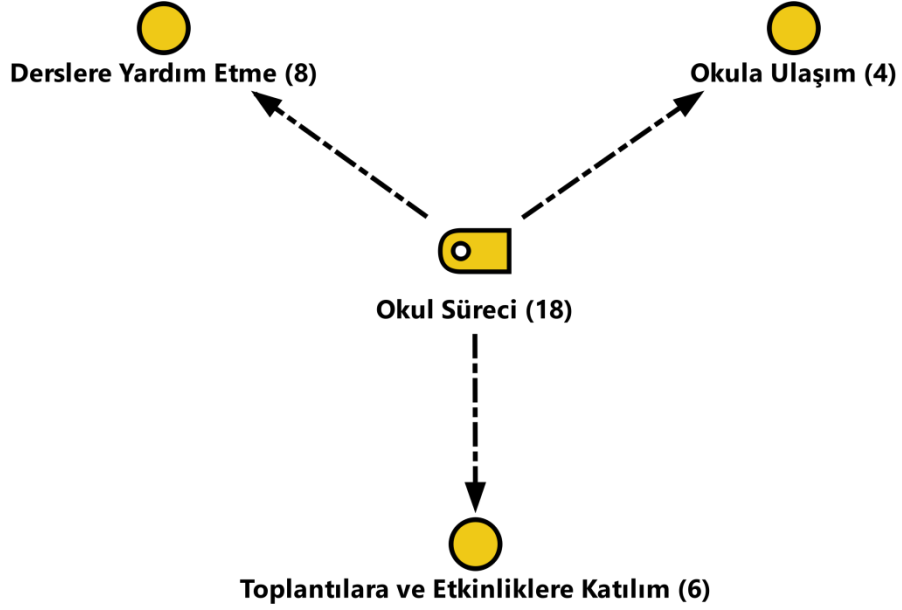 Derslere Yardım Etme (8)
Okula Ulaşım (4)
Okul Süreci (18)
Toplantılara ve Etkinliklere Katılım (6)